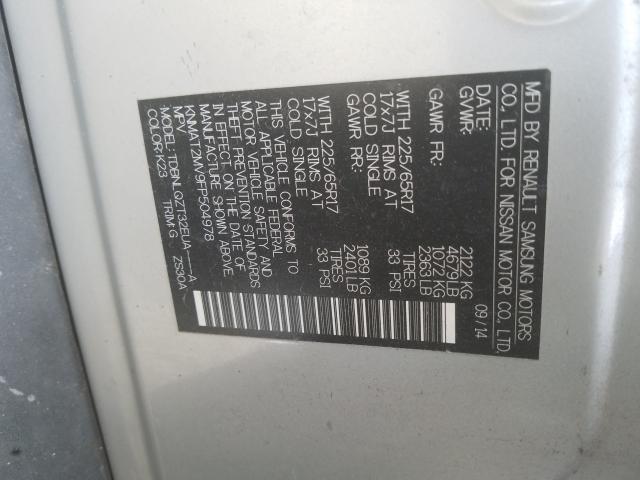 MFD BY RENAULT SAMSUNG MOTORS
CO., LTD. FOR NISSAN MOTOR CO., LTD.
DATE: 09/14
GVWR: 2122 KG
4679 LB
GAWR FR: 1072 KG
2363 LB
WITH 225/65R17 TIRES
17x7J RIMS AT 33 PSI
COLD SINGLE
GAWR RR: 1089 KG
2401 LB
WITH 225/65R17 TIRES
17x7J RIMS AT 33 PSI
COLD SINGLE
THIS VEHICLE CONFORMS TO
ALL APPLICABLE FEDERAL
MOTOR VEHICLE SAFETY AND
THEFT PREVENTION STANDARDS
IN EFFECT ON THE DATE OF
MANUFACTURE SHOWN ABOVE.
KNMAT2MV9FP504978
MPV
MODEL: TDBNLQZT32EUA-----A
COLOR: K23 TRIM: G ZS30A